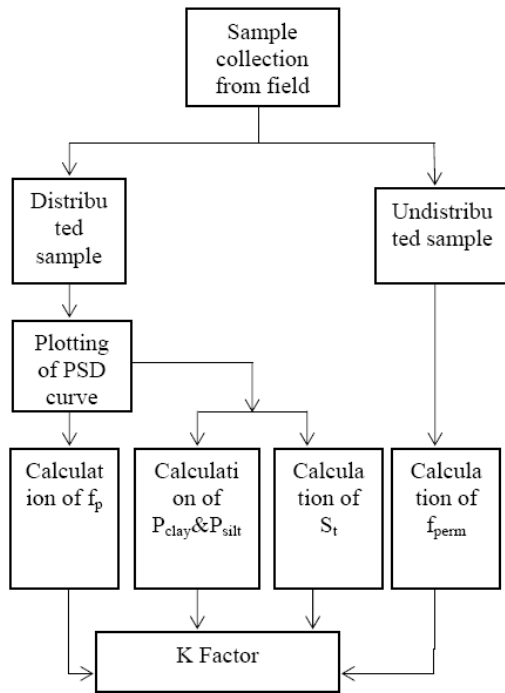 Sample
collection
from field
Distribu
ted
sample
Undistribu
ted sample
Plotting
of PSD
curve
Calculat
ion of fp
Calculati
on of
Pclay&Psilt
Calcula
tion of
St
Calcula
tion of
fperm
K Factor